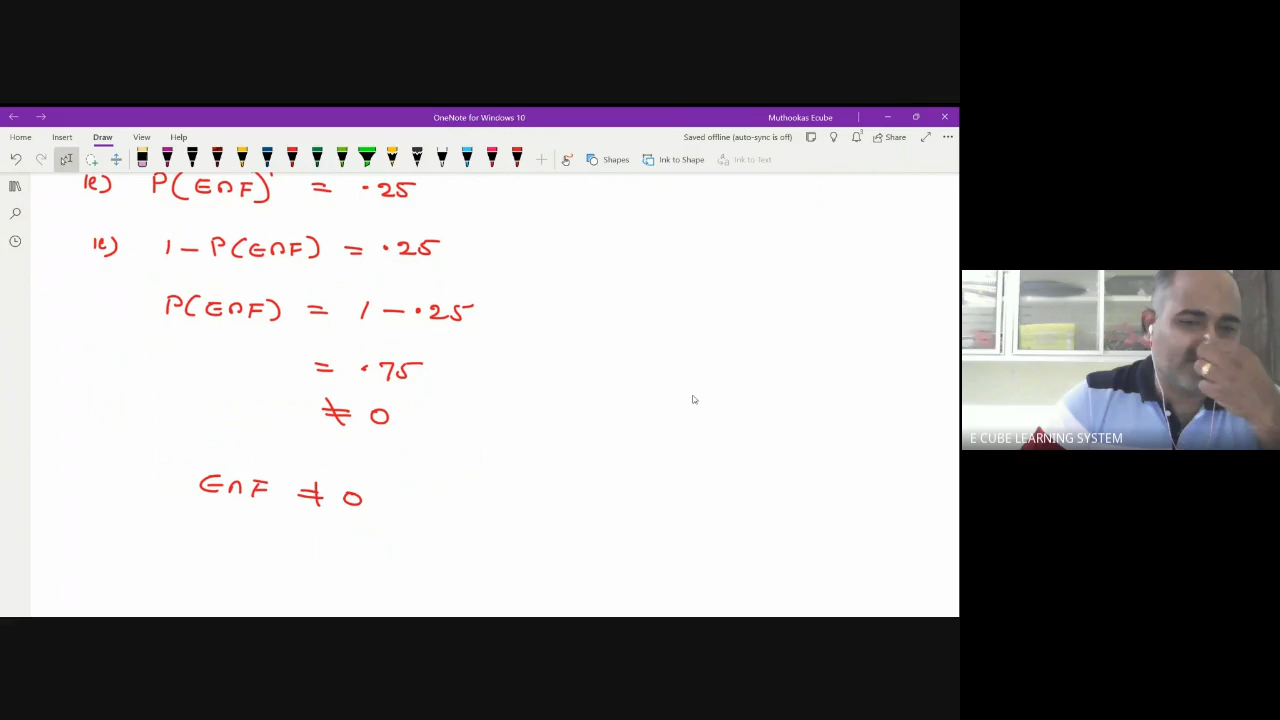 OneNote for Windows 10
Muthookas Ecube
Home Insert Draw View Help
Saved offline (auto-sync is off)
3
Share
Shapes
Ink to Shape
Ink to Text
ie) P(E∩F)' = .25
ie) 1 - P(E∩F) = .25
P(E∩F) = 1 - .25
= .75
≠ 0
E∩F ≠ 0
E CUBE LEARNING SYSTEM